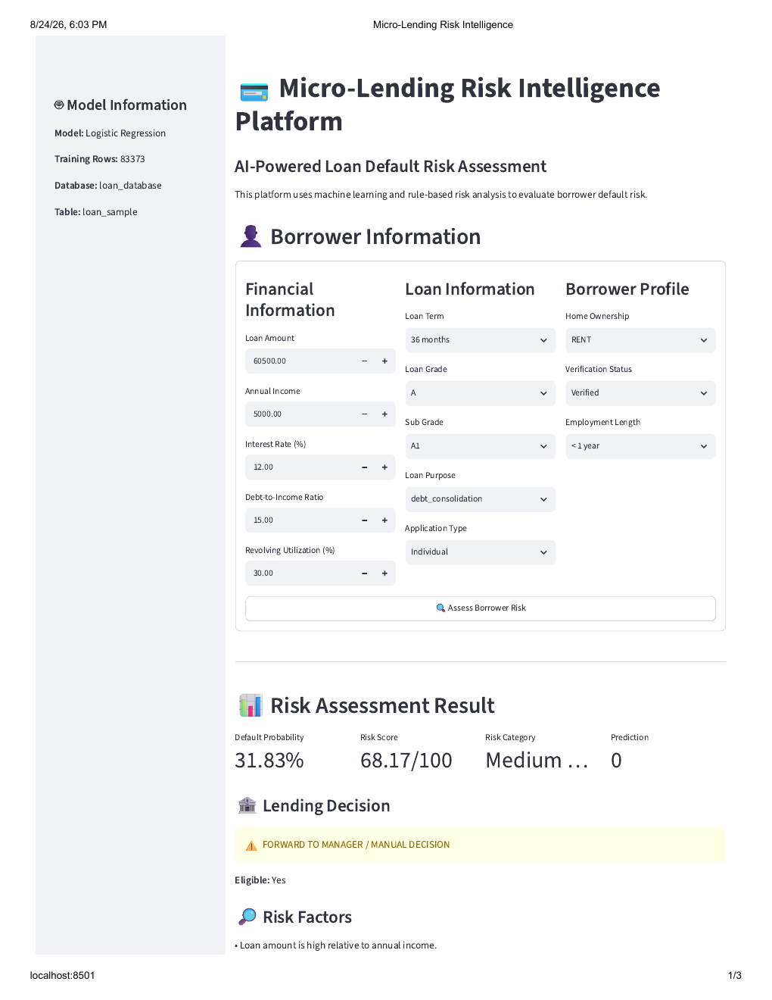 8/24/26, 6:03 PM
Micro-Lending Risk Intelligence
Model Information
Model: Logistic Regression
Training Rows: 83373
Database: loan_database
Table: loan_sample
Micro-Lending Risk Intelligence
Platform
AI-Powered Loan Default Risk Assessment
This platform uses machine learning and rule-based risk analysis to evaluate borrower default risk.
Borrower Information
Financial
Information
Loan Amount
60500.00
Annual Income
5000.00
Interest Rate (%)
12.00
Debt-to-Income Ratio
15.00
Revolving Utilization (%)
30.00
Loan Information
Loan Term
36 months
Loan Grade
A
Sub Grade
A1
Loan Purpose
debt_consolidation
Application Type
Individual
Borrower Profile
Home Ownership
RENT
Verification Status
Verified
Employment Length
< 1 year
Assess Borrower Risk
Risk Assessment Result
Default Probability
31.83%
Risk Score
68.17/100
Risk Category
Medium ...
Prediction
0
Lending Decision
FORWARD TO MANAGER / MANUAL DECISION
Eligible: Yes
Risk Factors
• Loan amount is high relative to annual income.
localhost:8501
1/3